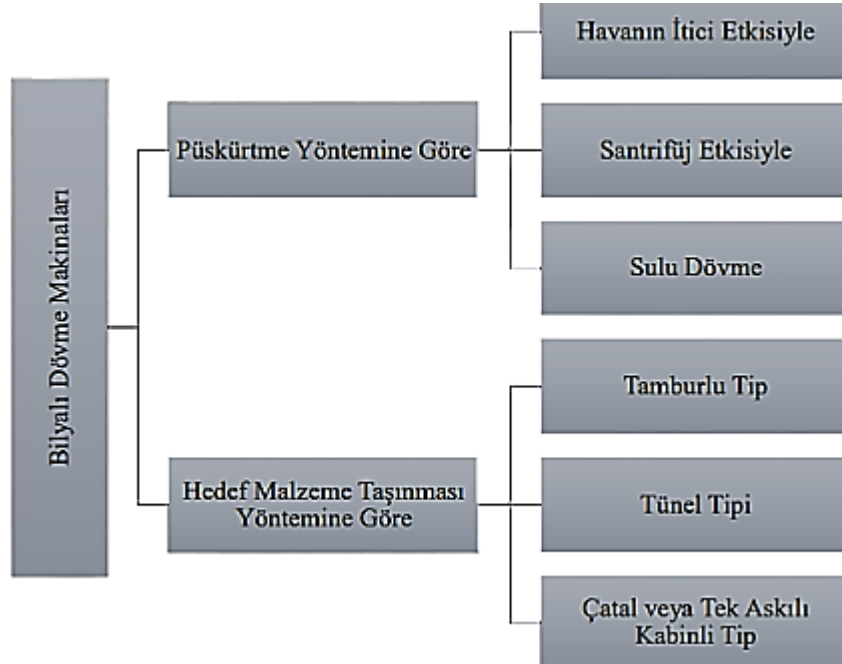 Bilyalı Dövme Makinaları
Püskürtme Yöntemine Göre
Havanın İtici Etkisiyle
Santrifüj Etkisiyle
Sulu Dövme
Hedef Malzeme Taşınması
Yöntemine Göre
Tamburlu Tip
Tünel Tipi
Çatal veya Tek Askılı
Kabinli Tip